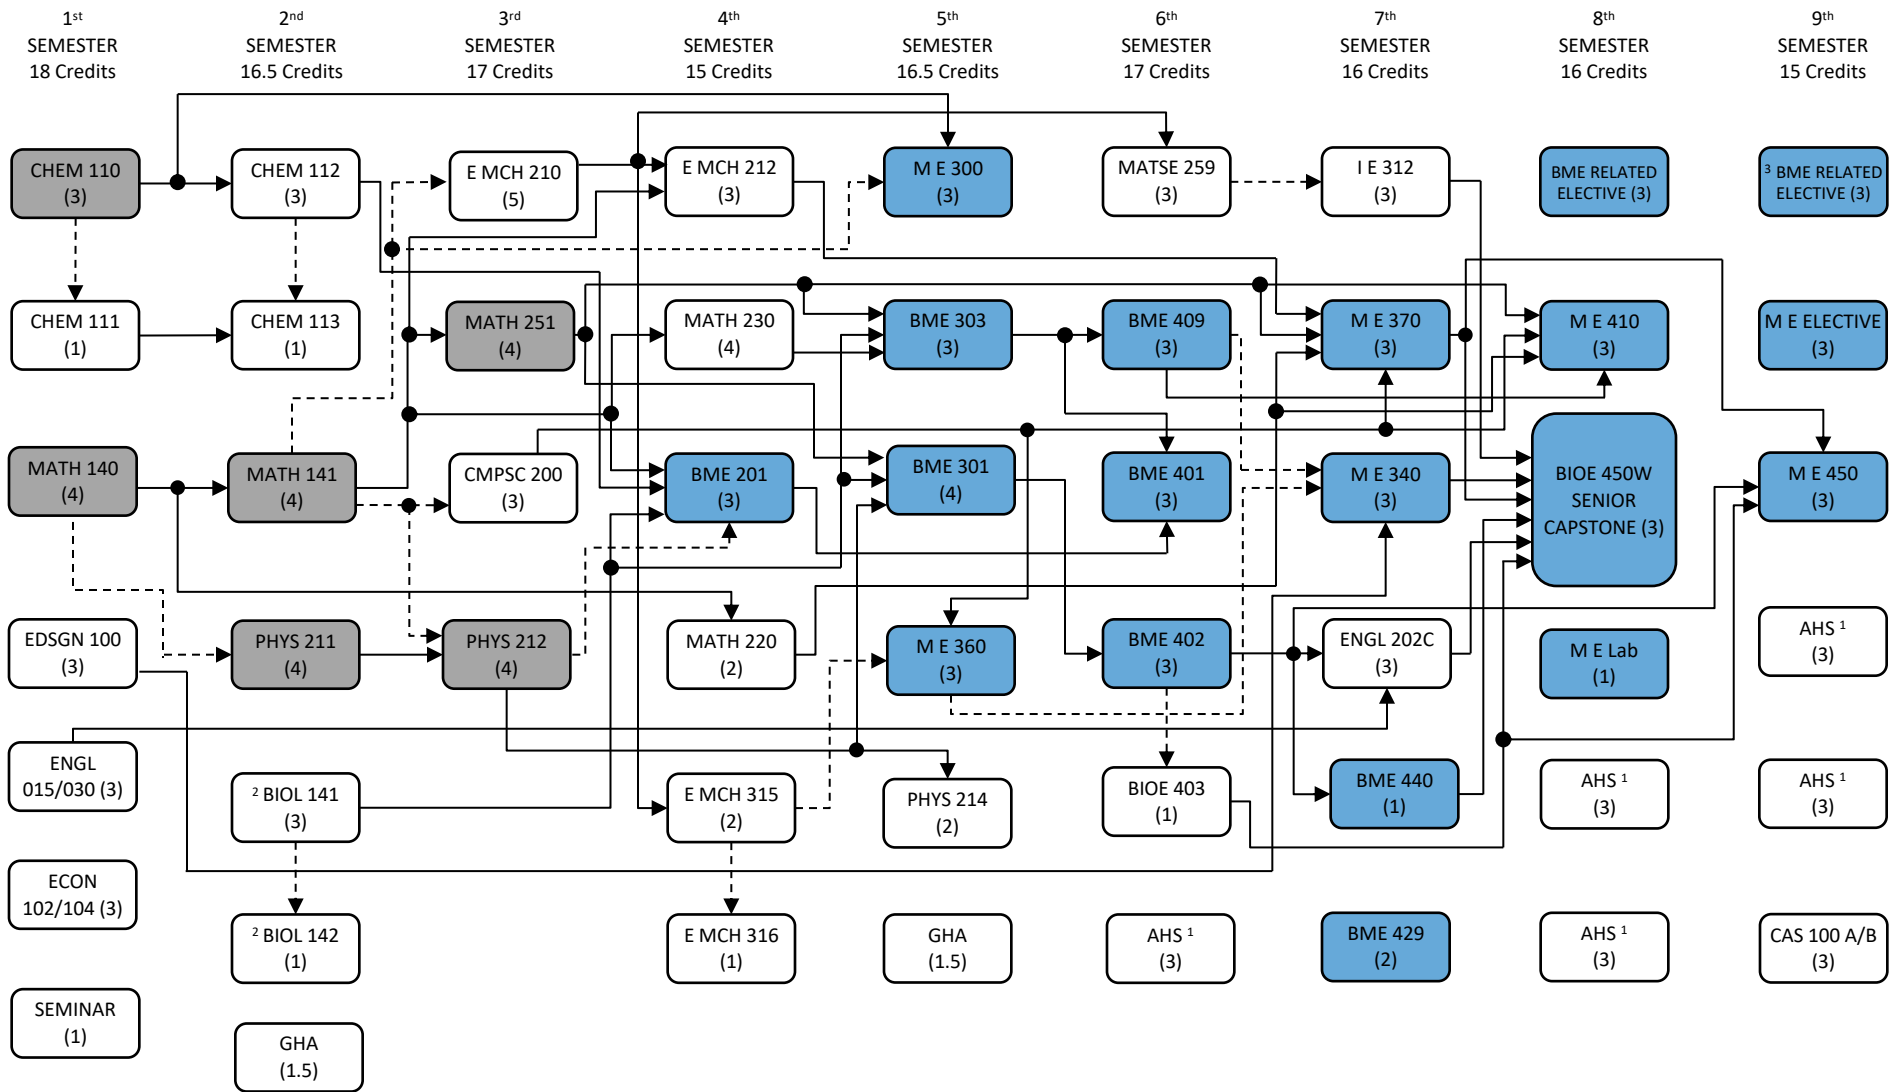 1st
SEMESTER
18 Credits
2nd
SEMESTER
16.5 Credits
3rd
SEMESTER
17 Credits
4th
SEMESTER
15 Credits
5th
SEMESTER
16.5 Credits
6th
SEMESTER
17 Credits
7th
SEMESTER
16 Credits
8th
SEMESTER
16 Credits
9th
SEMESTER
15 Credits
CHEM 110
(3)
CHEM 112
(3)
E MCH 210
(5)
E MCH 212
(3)
M E 300
(3)
MATSE 259
(3)
I E 312
(3)
BME RELATED
ELECTIVE (3)
3 BME RELATED
ELECTIVE (3)
CHEM 111
(1)
CHEM 113
(1)
MATH 251
(4)
MATH 230
(4)
BME 303
(3)
BME 409
(3)
M E 370
(3)
M E 410
(3)
M E ELECTIVE
(3)
MATH 140
(4)
MATH 141
(4)
CMPSC 200
(3)
BME 201
(3)
BME 301
(4)
BME 401
(3)
M E 340
(3)
BIOE 450W
SENIOR
CAPSTONE (3)
M E 450
(3)
EDSGN 100
(3)
PHYS 211
(4)
PHYS 212
(4)
MATH 220
(2)
M E 360
(3)
BME 402
(3)
ENGL 202C
(3)
M E Lab
(1)
AHS 1
(3)
ENGL
015/030 (3)
2 BIOL 141
(3)
E MCH 315
(2)
PHYS 214
(2)
BIOE 403
(1)
BME 440
(1)
AHS 1
(3)
AHS 1
(3)
ECON
102/104 (3)
2 BIOL 142
(1)
E MCH 316
(1)
GHA
(1.5)
AHS 1
(3)
BME 429
(2)
AHS 1
(3)
CAS 100 A/B
(3)
SEMINAR
(1)
GHA
(1.5)